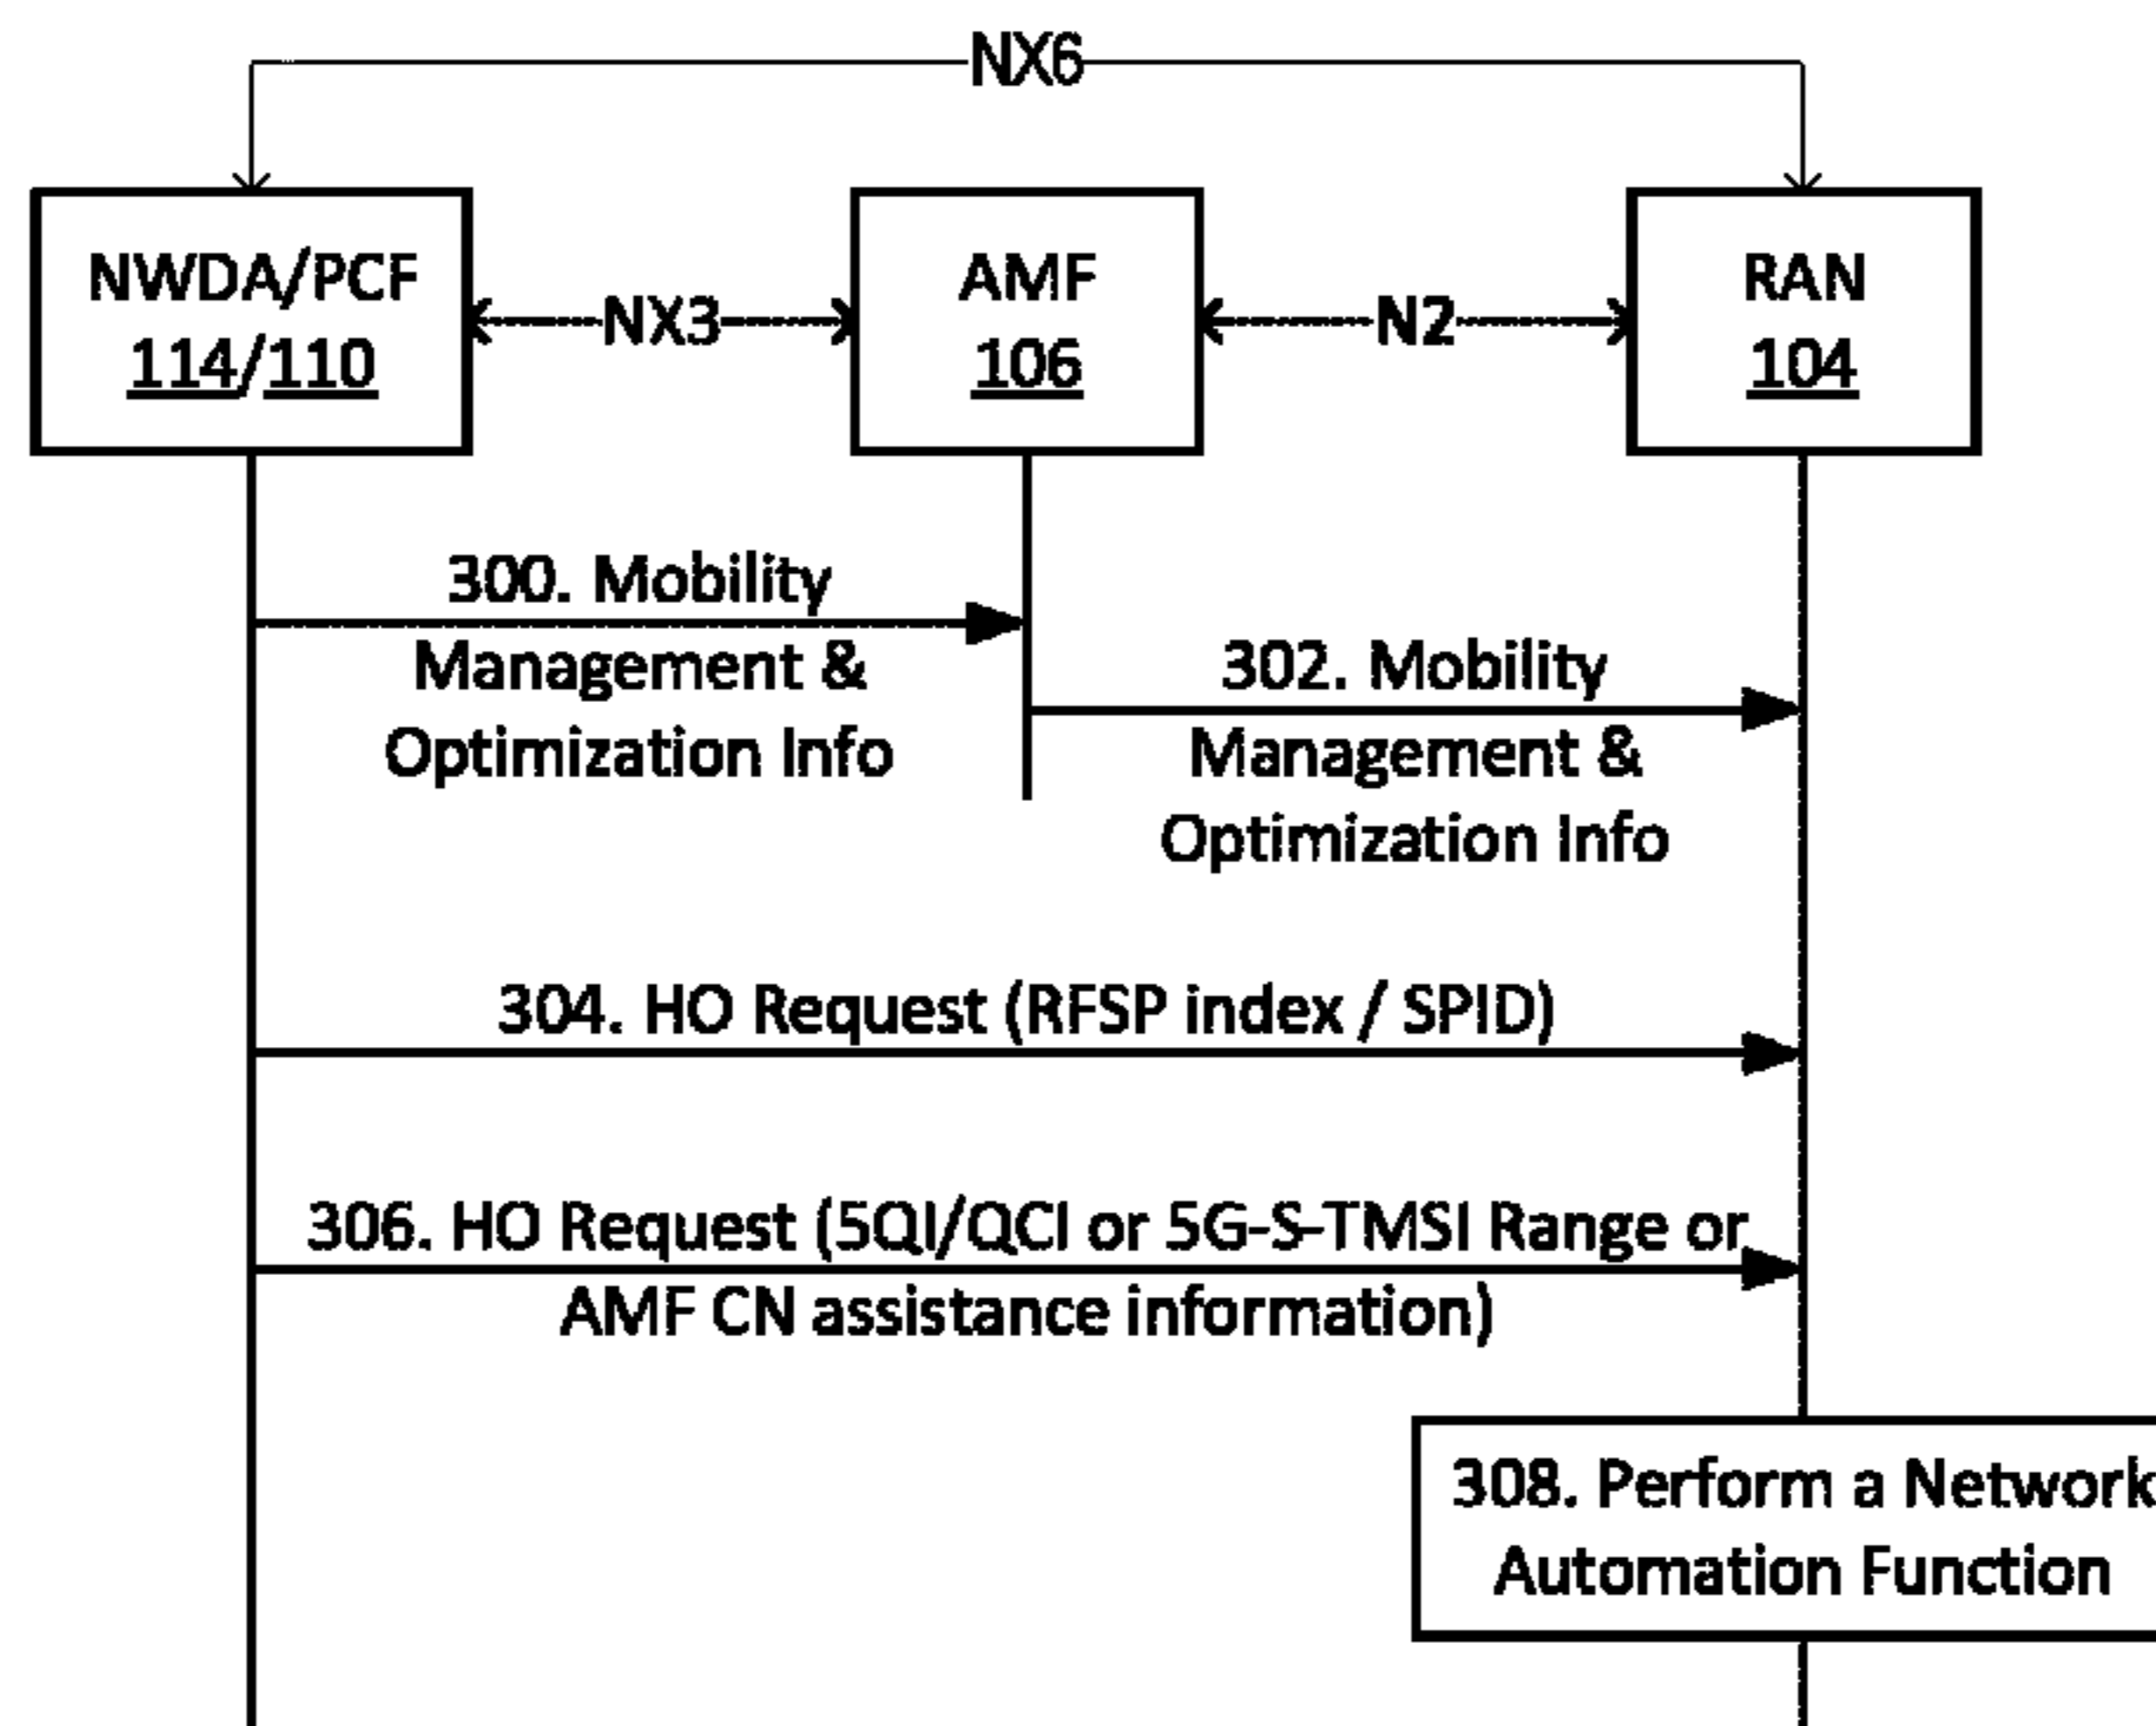 NX6
NWDA/PCF
114/110
NX3
AMF
106
N2
RAN
104
300. Mobility
Management &
Optimization Info
302. Mobility
Management &
Optimization Info
304. HO Request (RFSP index / SPID)
306. HO Request (5QI/QCI or 5G-S-TMSI Range or
AMF CN assistance information)
308. Perform a Network
Automation Function